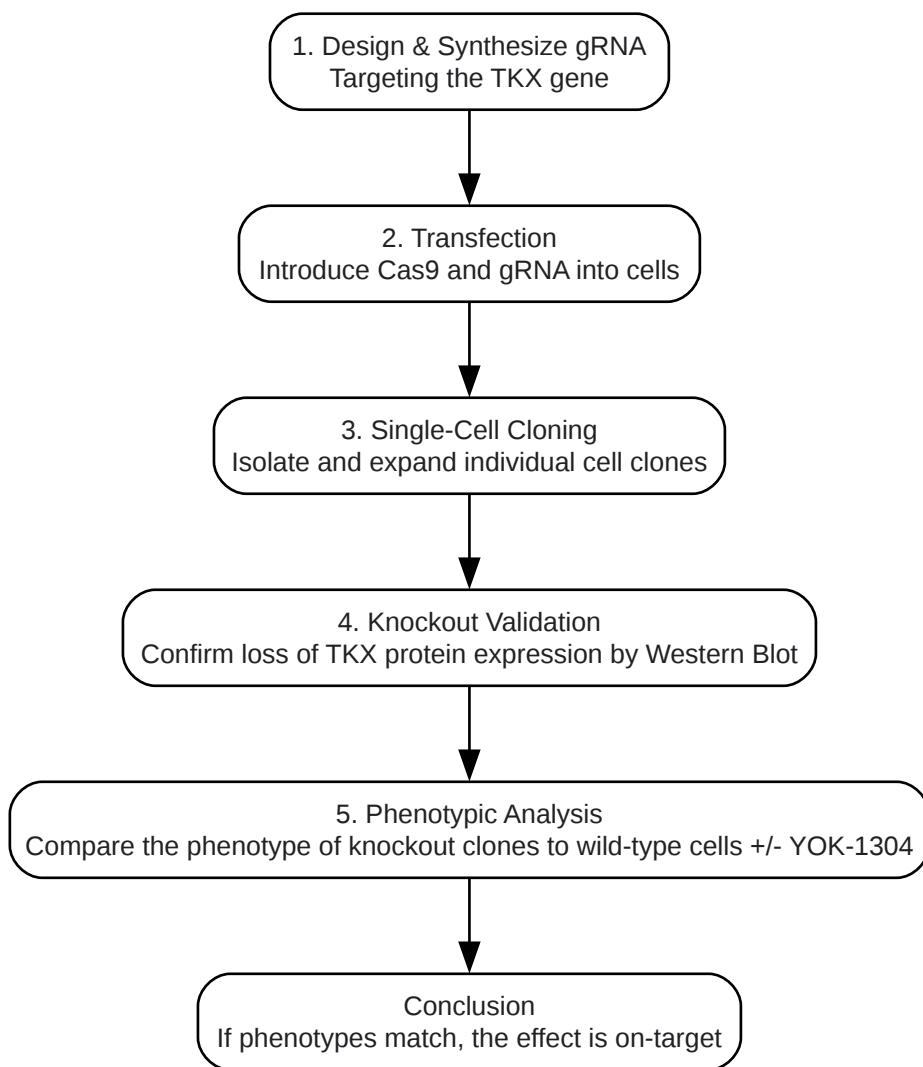 1. Design & Synthesize gRNA
Targeting the TKX gene
2. Transfection
Introduce Cas9 and gRNA into cells
3. Single-Cell Cloning
Isolate and expand individual cell clones
4. Knockout Validation
Confirm loss of TKX protein expression by Western Blot
5. Phenotypic Analysis
Compare the phenotype of knockout clones to wild-type cells +/- YOK-1304
Conclusion
If phenotypes match, the effect is on-target